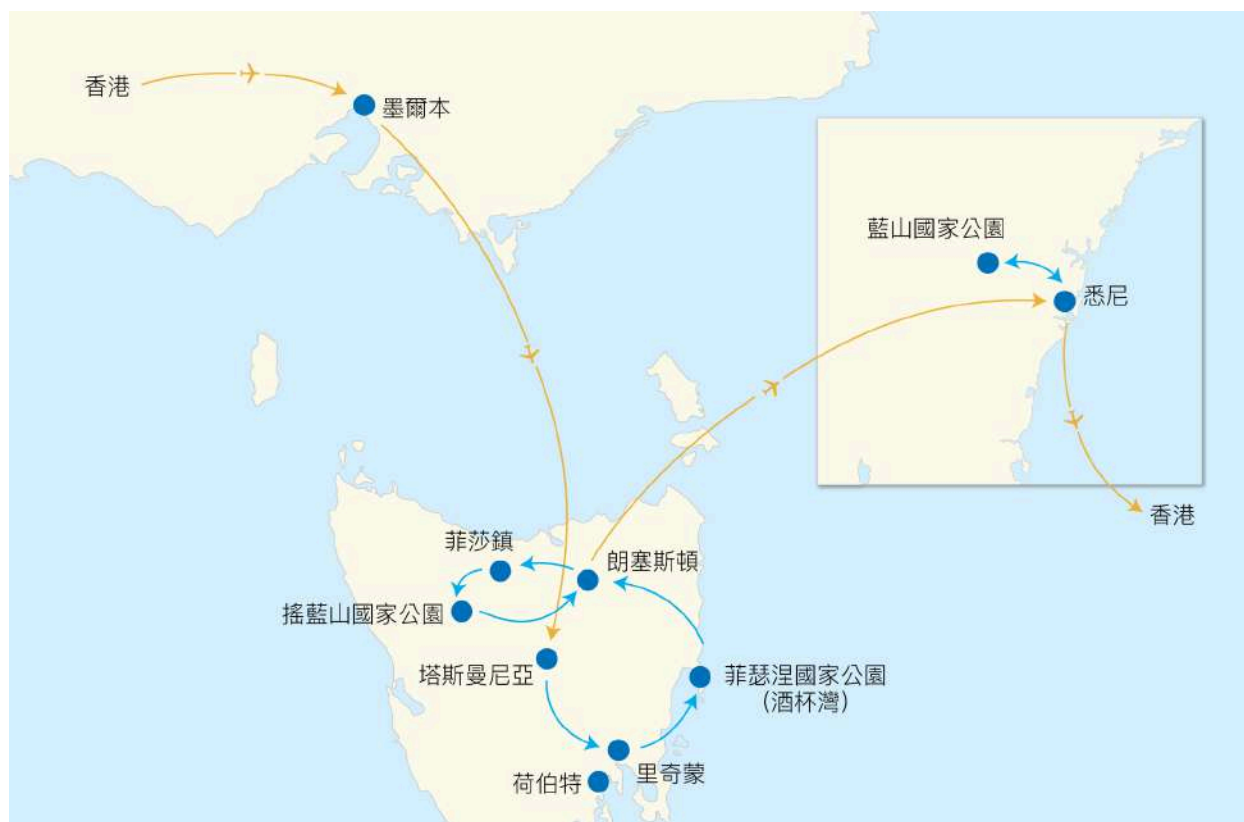 香港
墨爾本
藍山國家公園
悉尼
香港
菲莎鎮
朗塞斯頓
搖藍山國家公園
塔斯曼尼亞
菲瑟涅國家公園
（酒杯灣）
里奇蒙
荷伯特